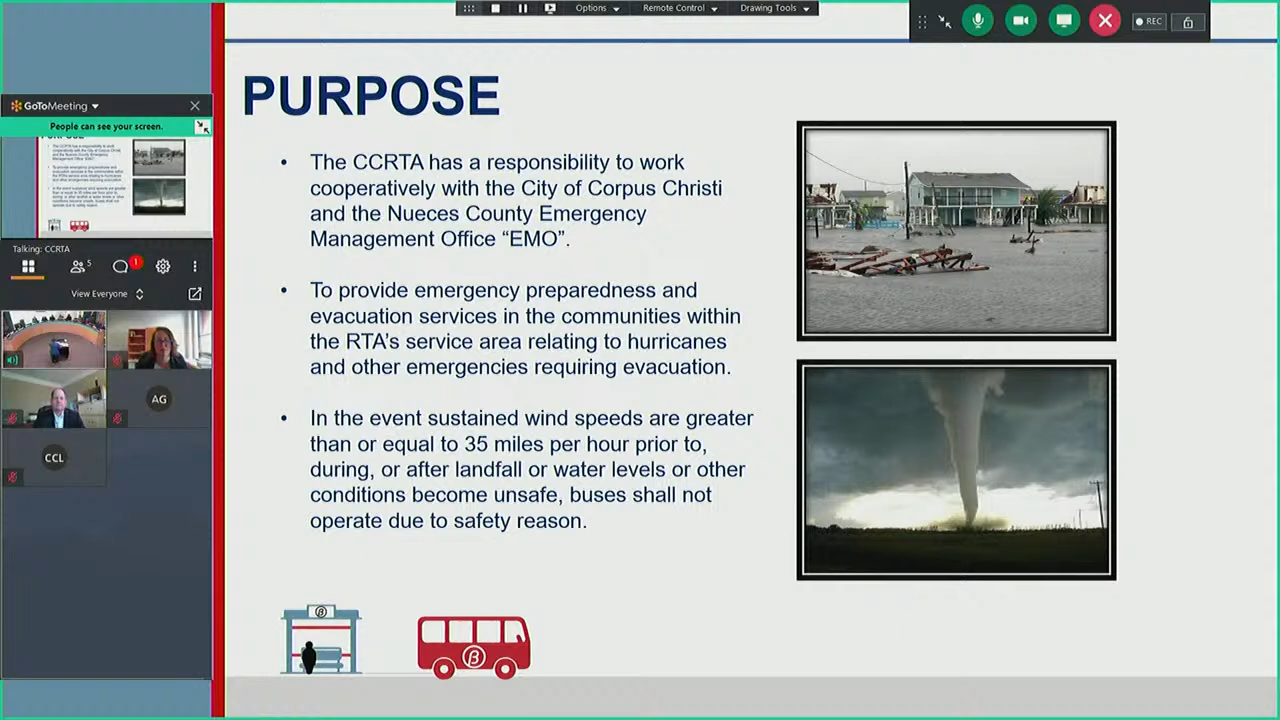 Options
Remote Control
Drawing Tools
REC
GoToMeeting
People can see your screen.
Talking: CCRTA
5
1
View Everyone
AG
CCL
PURPOSE
• The CCRTA has a responsibility to work
cooperatively with the City of Corpus Christi
and the Nueces County Emergency
Management Office “EMO”.
• To provide emergency preparedness and
evacuation services in the communities within
the RTA’s service area relating to hurricanes
and other emergencies requiring evacuation.
• In the event sustained wind speeds are greater
than or equal to 35 miles per hour prior to,
during, or after landfall or water levels or other
conditions become unsafe, buses shall not
operate due to safety reason.